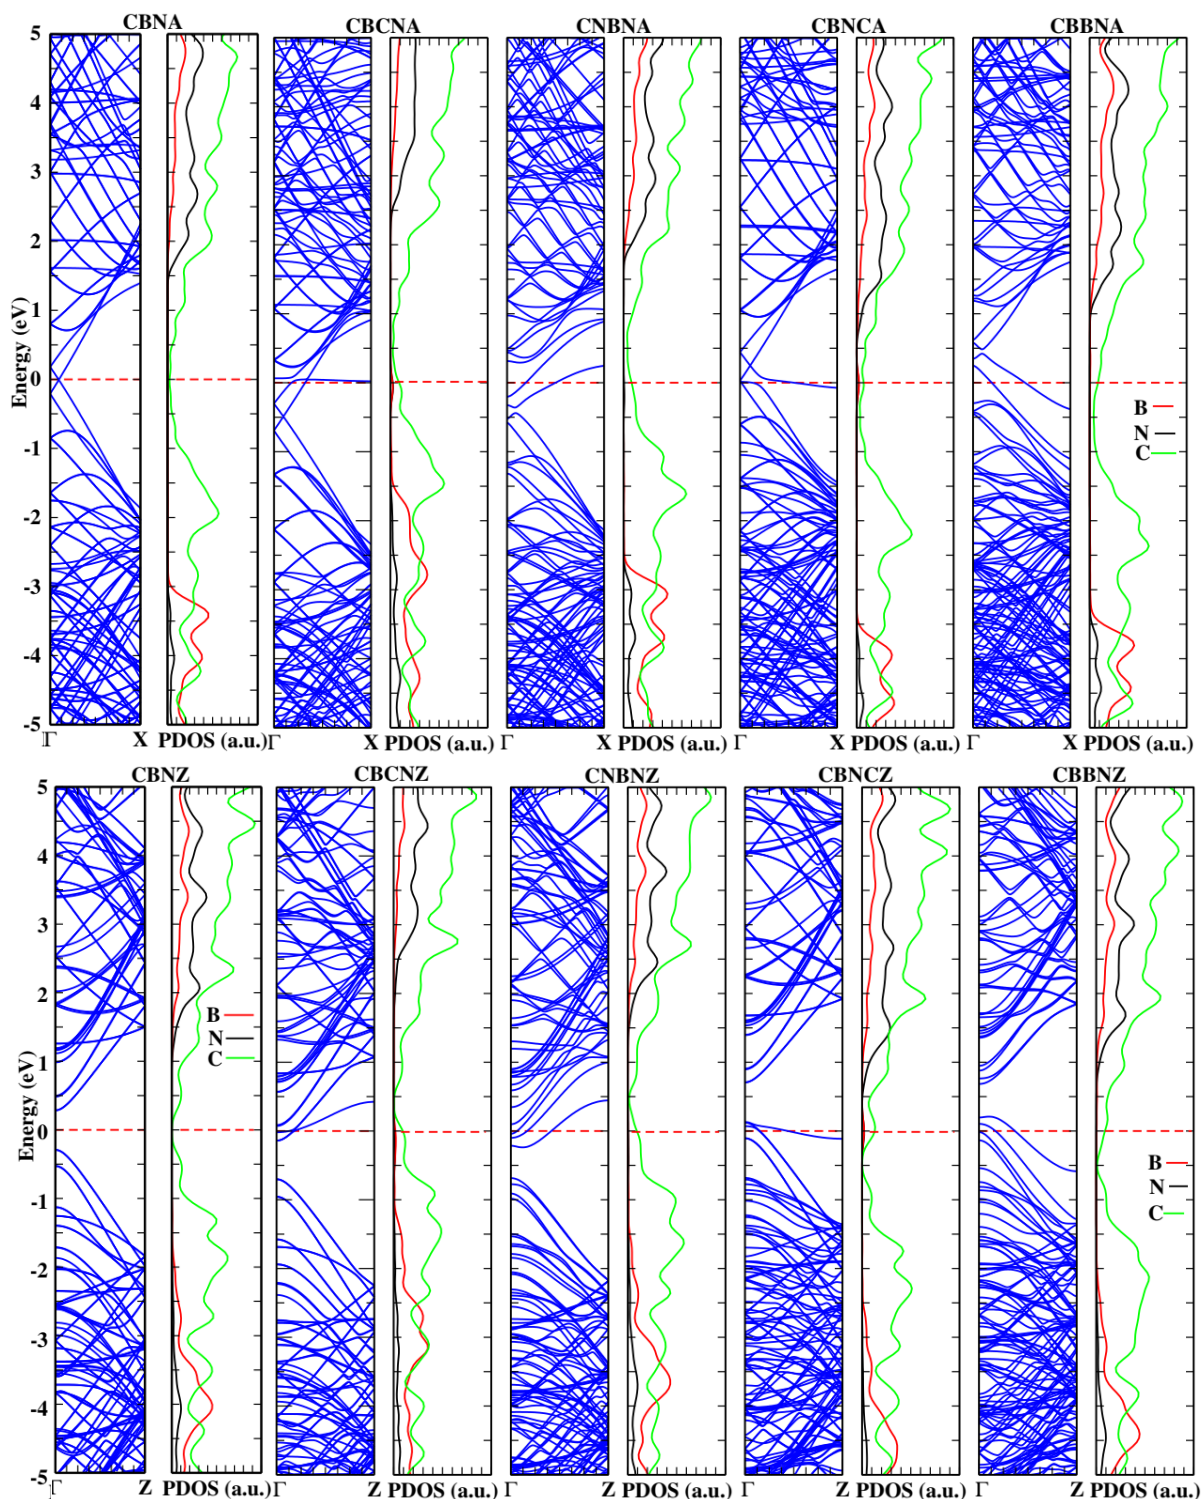 CBNA CBCNA CNBNA CBNCA CBBNA
5
4
3
2
1
0
-1
-2
-3
-4
-5
Energy (eV)
B
N
C
Γ X PDOS (a.u.) Γ X PDOS (a.u.) Γ X PDOS (a.u.) Γ X PDOS (a.u.) Γ X PDOS (a.u.)
CBNZ CBCNZ CNBNZ CBNCZ CBBNZ
5
4
3
2
1
0
-1
-2
-3
-4
-5
Energy (eV)
B
N
C
B
N
C
Γ Z PDOS (a.u.) Γ Z PDOS (a.u.) Γ Z PDOS (a.u.) Γ Z PDOS (a.u.) Γ Z PDOS (a.u.)